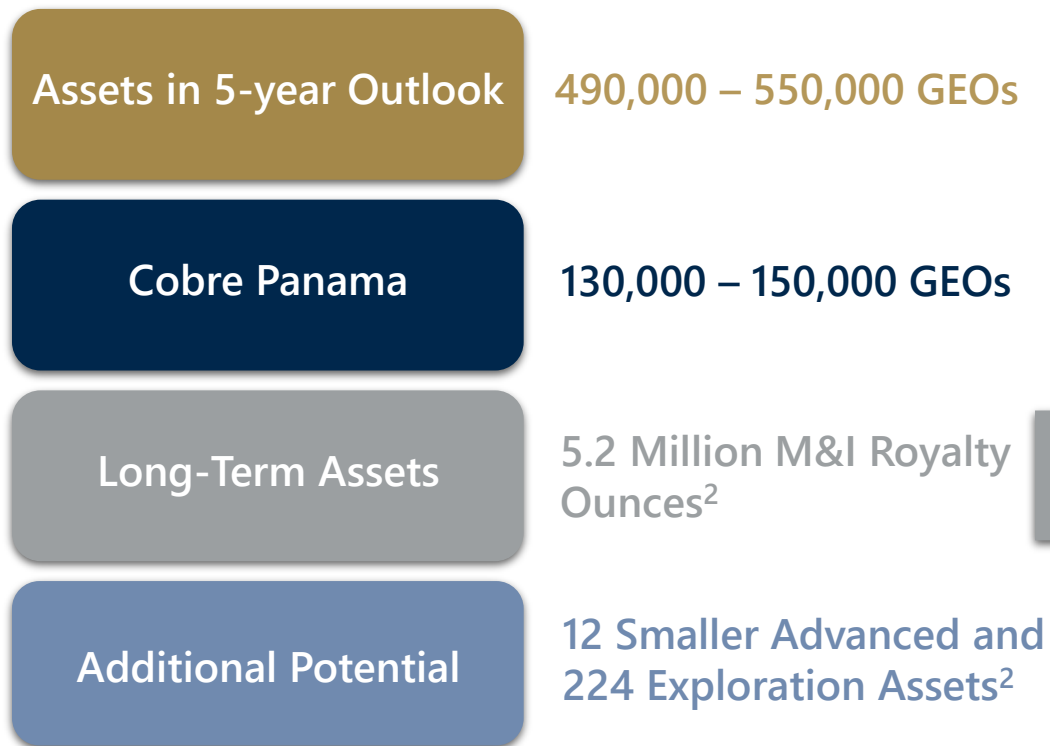 Assets in 5-year Outlook
490,000 – 550,000 GEOs
Cobre Panama
130,000 – 150,000 GEOs
Long-Term Assets
5.2 Million M&I Royalty
Ounces²
Additional Potential
12 Smaller Advanced and
224 Exploration Assets²